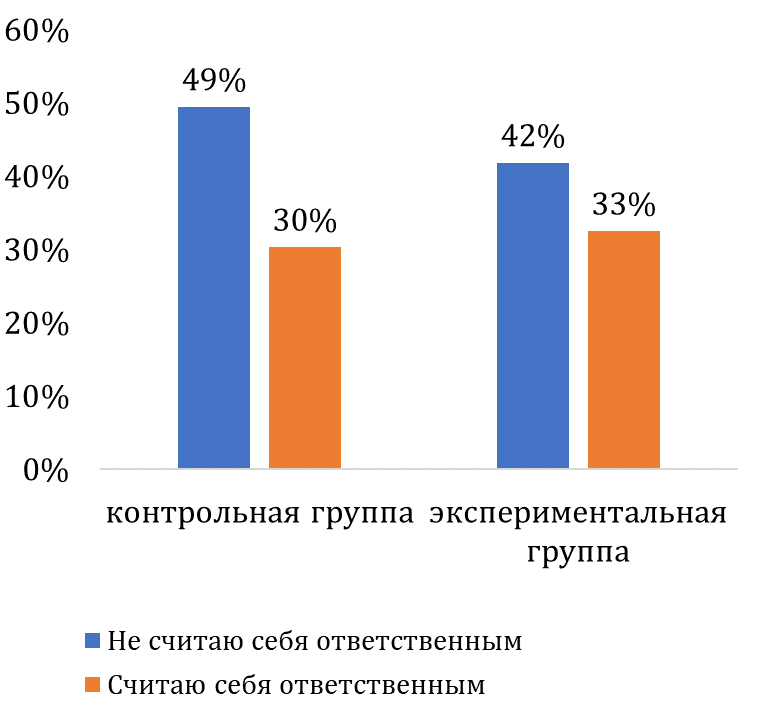 60%
50%
40%
30%
20%
10%
0%
49%
30%
42%
33%
контрольная группа
экспериментальная
группа
Не считаю себя ответственным
Считаю себя ответственным